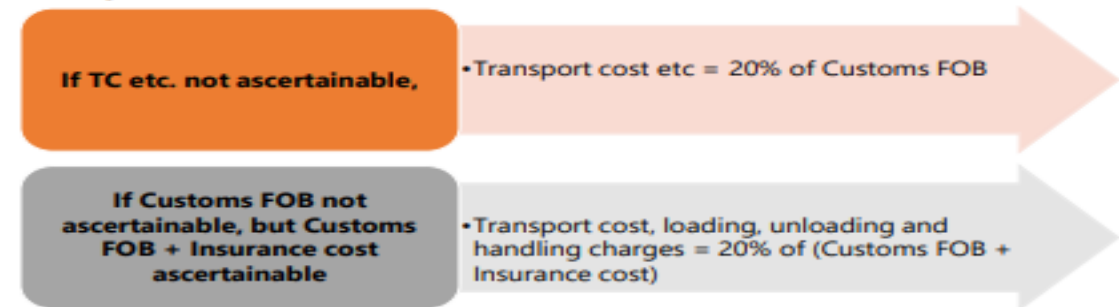 If TC etc. not ascertainable,
•Transport cost etc = 20% of Customs FOB
If Customs FOB not
ascertainable, but Customs
FOB + Insurance cost
ascertainable
•Transport cost, loading, unloading and
handling charges = 20% of (Customs FOB +
Insurance cost)